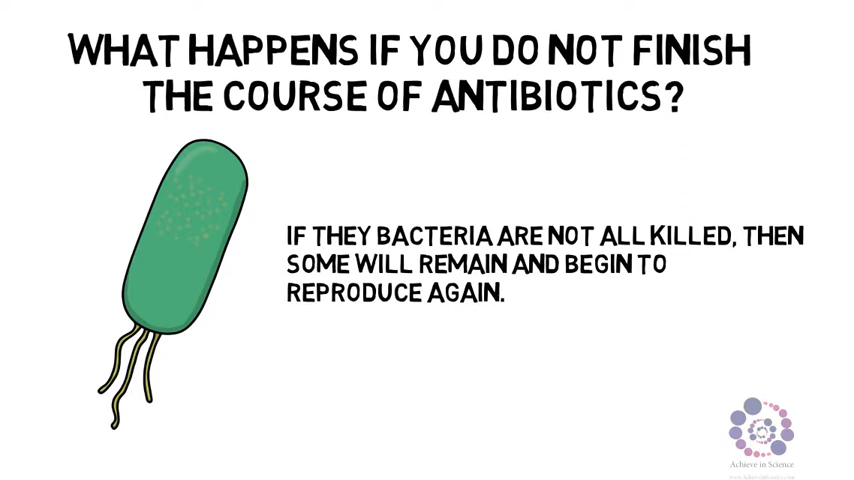 WHAT HAPPENS IF YOU DO NOT FINISH
THE COURSE OF ANTIBIOTICS?
IF THEY BACTERIA ARE NOT ALL KILLED, THEN
SOME WILL REMAIN AND BEGIN TO
REPRODUCE AGAIN.
Achieve in Science